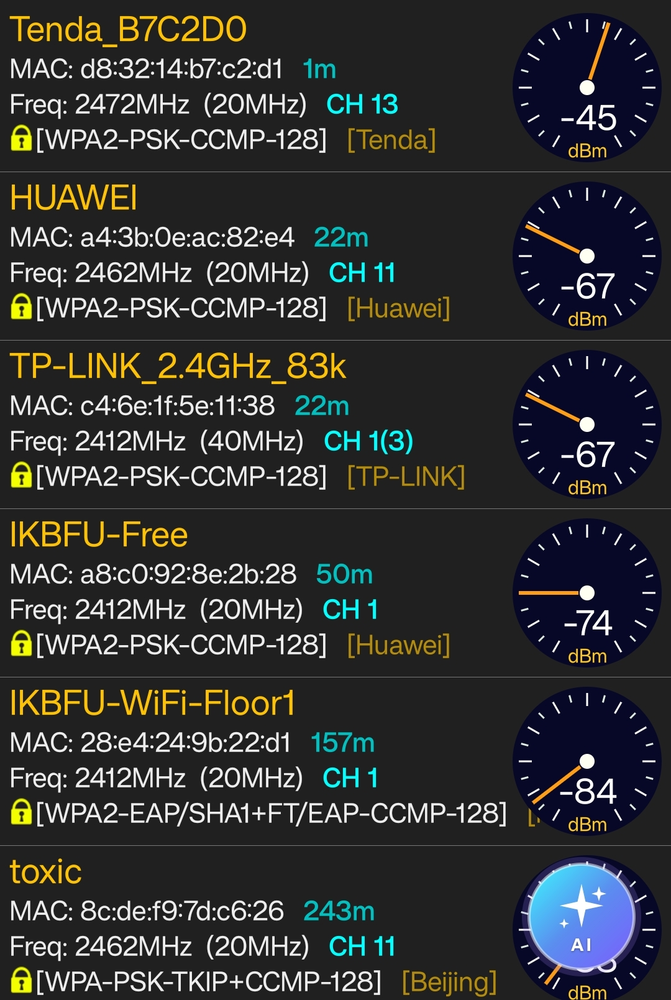 Tenda_B7C2D0
MAC: d8:32:14:b7:c2:d1 1m
Freq: 2472MHz (20MHz) CH 13
[WPA2-PSK-CCMP-128] [Tenda]
-45
dBm
HUAWEI
MAC: a4:3b:0e:ac:82:e4 22m
Freq: 2462MHz (20MHz) CH 11
[WPA2-PSK-CCMP-128] [Huawei]
-67
dBm
TP-LINK_2.4GHz_83k
MAC: c4:6e:1f:5e:11:38 22m
Freq: 2412MHz (40MHz) CH 1(3)
[WPA2-PSK-CCMP-128] [TP-LINK]
-67
dBm
IKBFU-Free
MAC: a8:c0:92:8e:2b:28 50m
Freq: 2412MHz (20MHz) CH 1
[WPA2-PSK-CCMP-128] [Huawei]
-74
dBm
IKBFU-WiFi-Floor1
MAC: 28:e4:24:9b:22:d1 157m
Freq: 2412MHz (20MHz) CH 1
[WPA2-EAP/SHA1+FT/EAP-CCMP-128]
-84
dBm
toxic
MAC: 8c:de:f9:7d:c6:26 243m
Freq: 2462MHz (20MHz) CH 11
[WPA-PSK-TKIP+CCMP-128] [Beijing]
AI
dBm